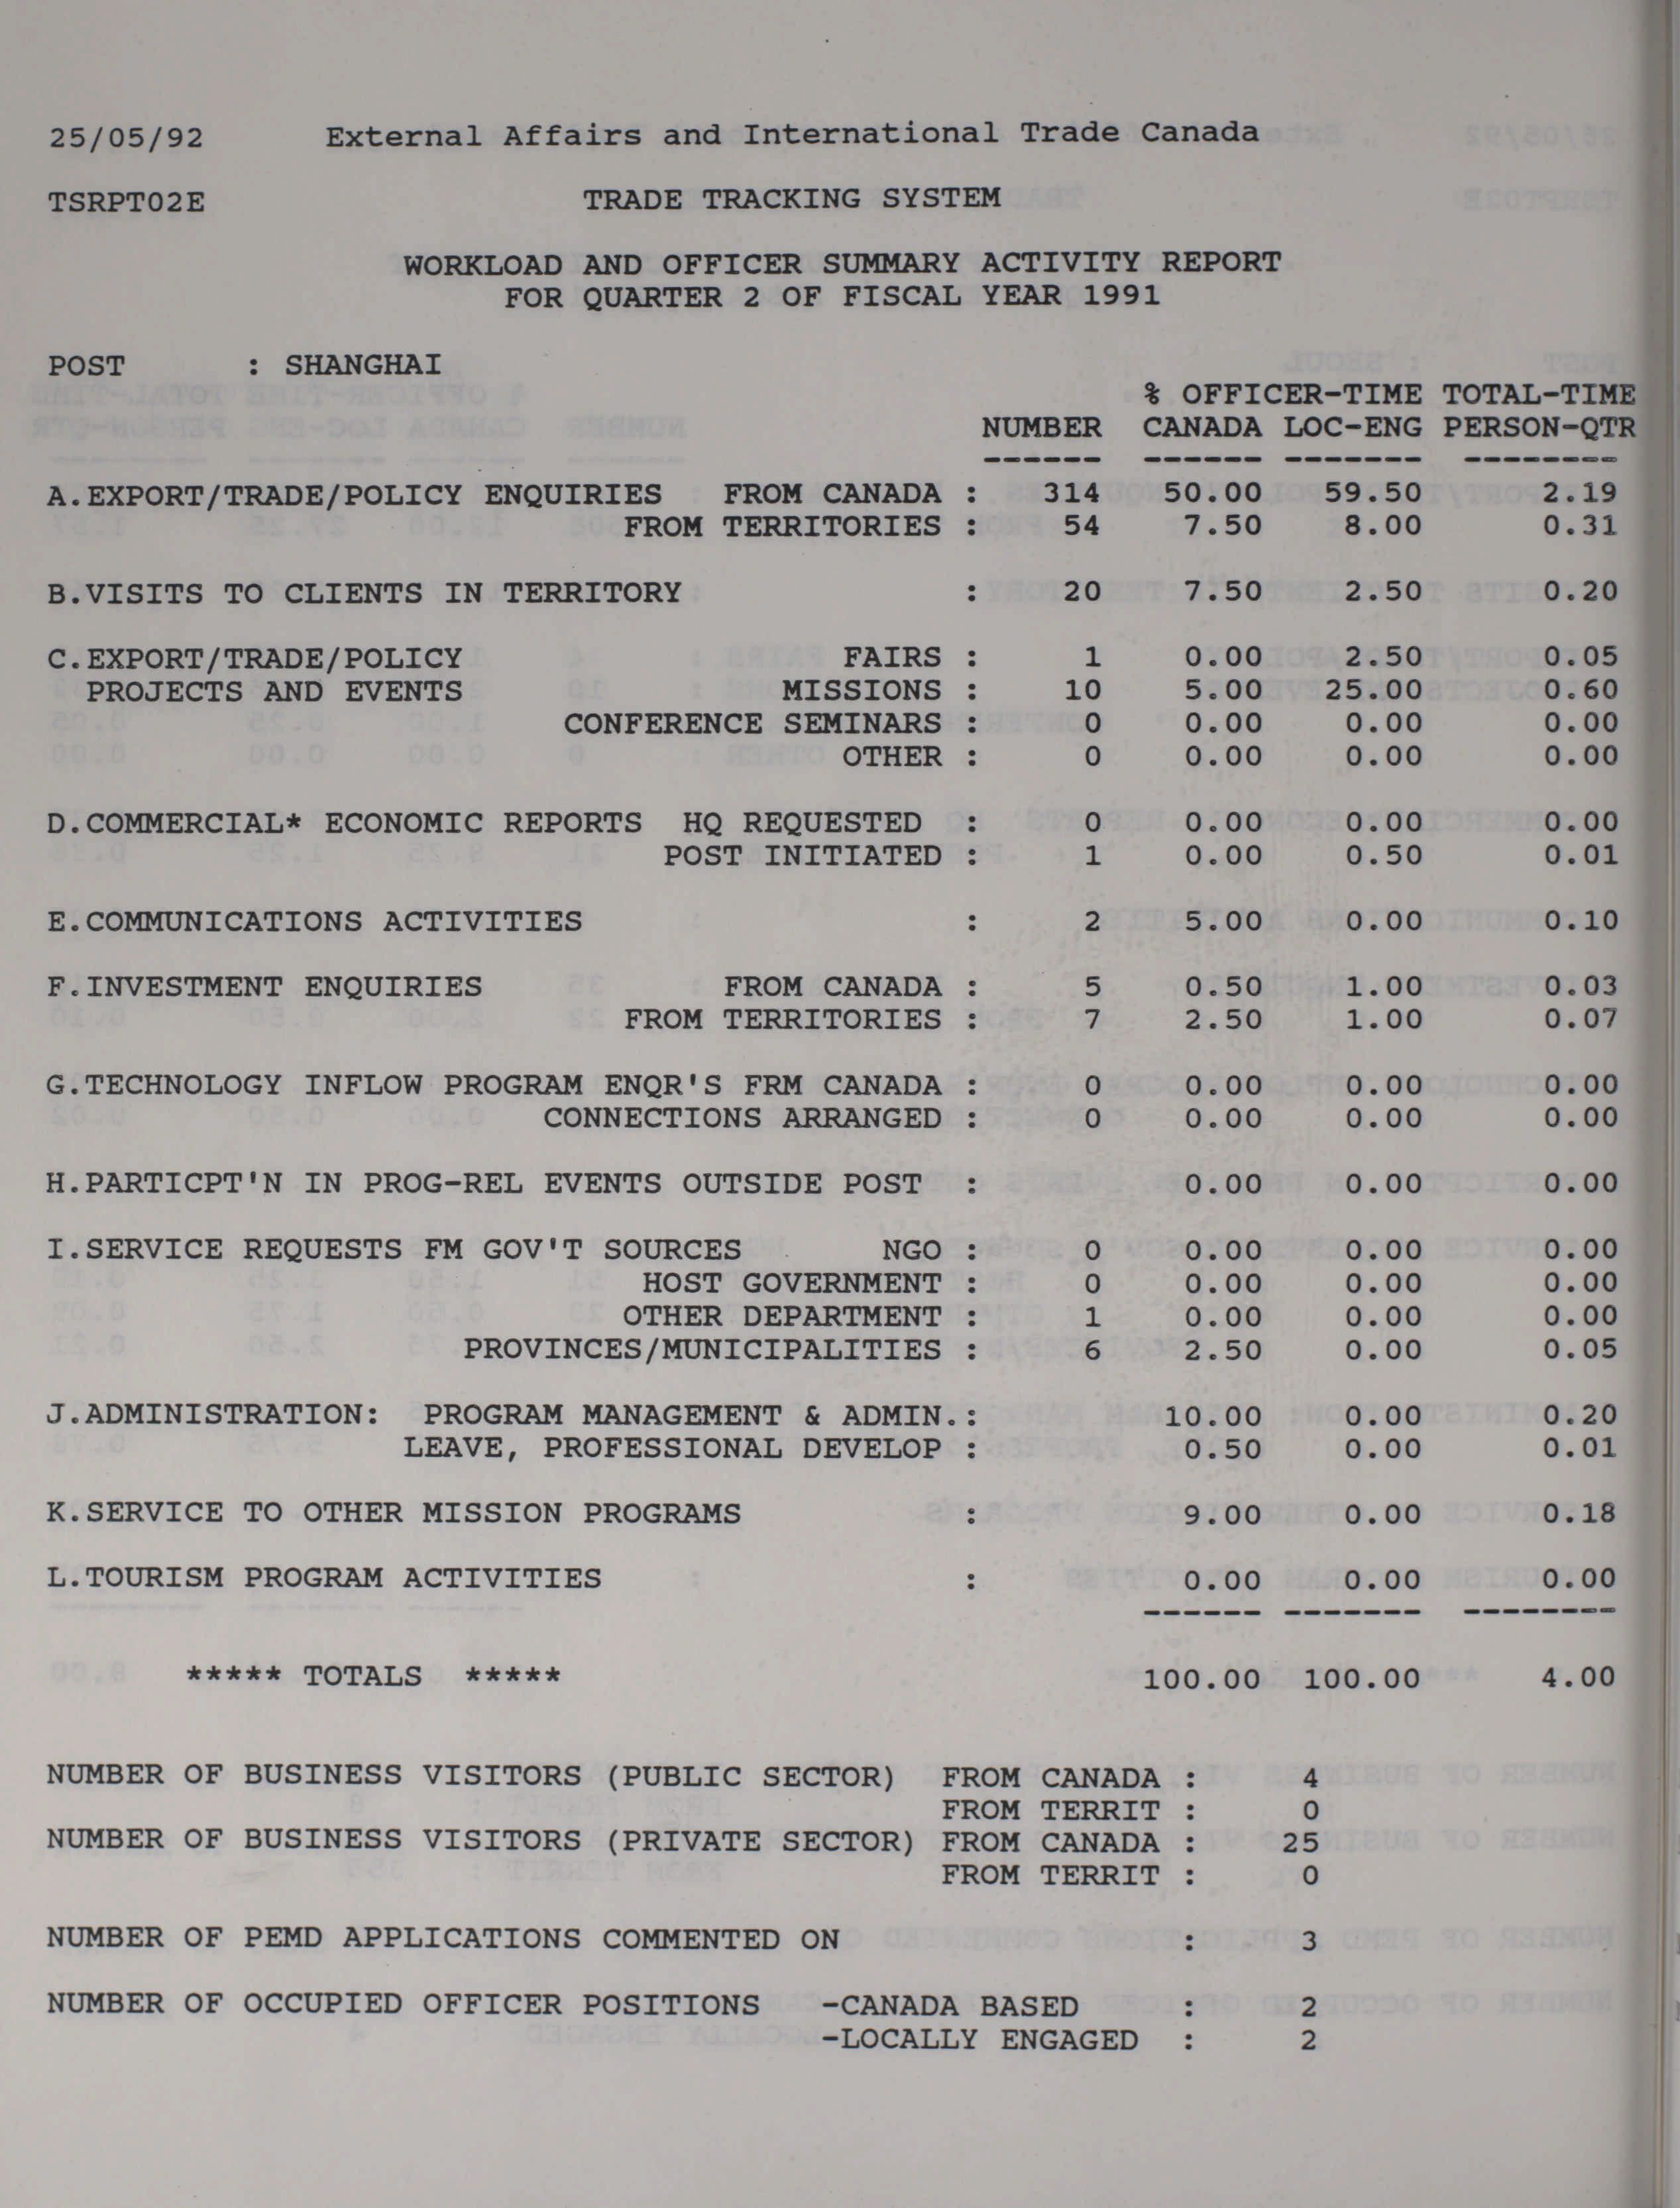 25/05/92 External Affairs and International Trade Canada
TSRPT02E TRADE TRACKING SYSTEM
WORKLOAD AND OFFICER SUMMARY ACTIVITY REPORT
FOR QUARTER 2 OF FISCAL YEAR 1991
POST : SHANGHAI
% OFFICER-TIME TOTAL-TIME
NUMBER CANADA LOC-ENG PERSON-QTR
------ ------ ------- --------
A.EXPORT/TRADE/POLICY ENQUIRIES FROM CANADA : 314 50.00 59.50 2.19
FROM TERRITORIES : 54 7.50 8.00 0.31
B.VISITS TO CLIENTS IN TERRITORY : 20 7.50 2.50 0.20
C.EXPORT/TRADE/POLICY FAIRS : 1 0.00 2.50 0.05
PROJECTS AND EVENTS MISSIONS : 10 5.00 25.00 0.60
CONFERENCE SEMINARS : 0 0.00 0.00 0.00
OTHER : 0 0.00 0.00 0.00
D.COMMERCIAL* ECONOMIC REPORTS HQ REQUESTED : 0 0.00 0.00 0.00
POST INITIATED : 1 0.00 0.50 0.01
E.COMMUNICATIONS ACTIVITIES : 2 5.00 0.00 0.10
F.INVESTMENT ENQUIRIES FROM CANADA : 5 0.50 1.00 0.03
FROM TERRITORIES : 7 2.50 1.00 0.07
G.TECHNOLOGY INFLOW PROGRAM ENQR'S FRM CANADA : 0 0.00 0.00 0.00
CONNECTIONS ARRANGED : 0 0.00 0.00 0.00
H.PARTICPT'N IN PROG-REL EVENTS OUTSIDE POST : 0.00 0.00 0.00
I.SERVICE REQUESTS FM GOV'T SOURCES NGO : 0 0.00 0.00 0.00
HOST GOVERNMENT : 0 0.00 0.00 0.00
OTHER DEPARTMENT : 1 0.00 0.00 0.00
PROVINCES/MUNICIPALITIES : 6 2.50 0.00 0.05
J.ADMINISTRATION: PROGRAM MANAGEMENT & ADMIN.: 10.00 0.00 0.20
LEAVE, PROFESSIONAL DEVELOP : 0.50 0.00 0.01
K.SERVICE TO OTHER MISSION PROGRAMS : 9.00 0.00 0.18
L.TOURISM PROGRAM ACTIVITIES : 0.00 0.00 0.00
------ ------- --------
***** TOTALS ***** 100.00 100.00 4.00
NUMBER OF BUSINESS VISITORS (PUBLIC SECTOR) FROM CANADA : 4
FROM TERRIT : 0
NUMBER OF BUSINESS VISITORS (PRIVATE SECTOR) FROM CANADA : 25
FROM TERRIT : 0
NUMBER OF PEMD APPLICATIONS COMMENTED ON : 3
NUMBER OF OCCUPIED OFFICER POSITIONS -CANADA BASED : 2
-LOCALLY ENGAGED : 2